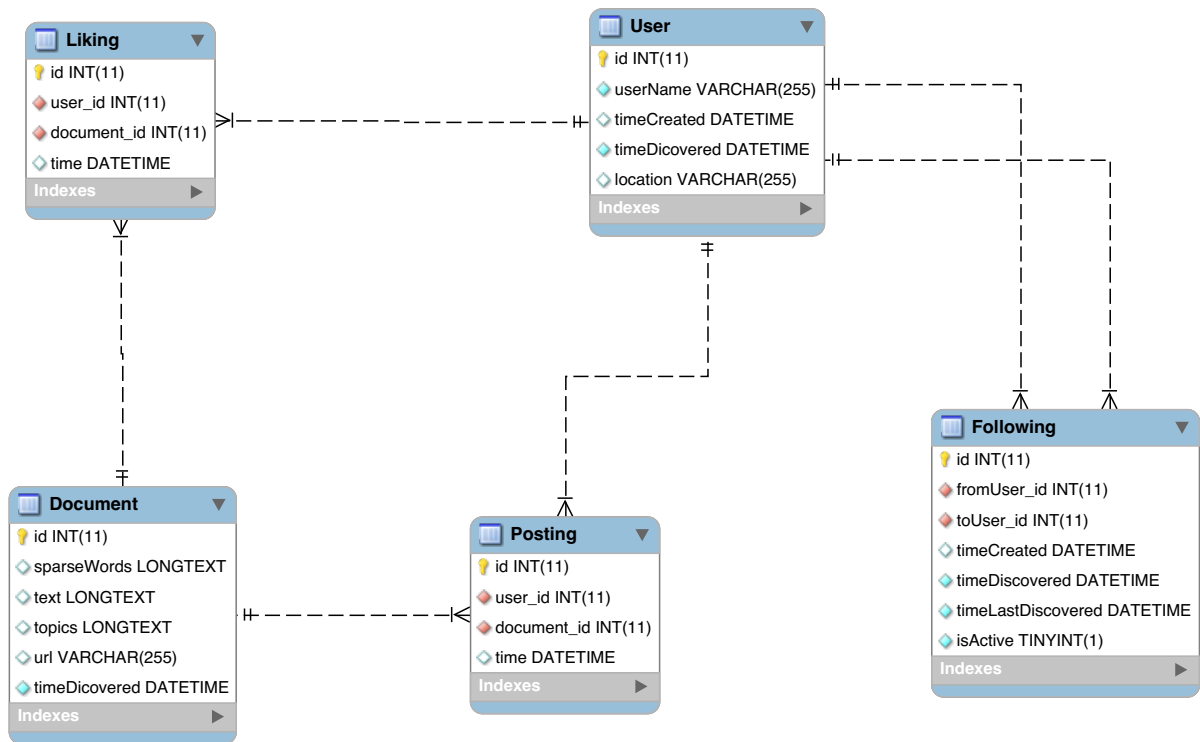 Liking
id INT(11)
user_id INT(11)
document_id INT(11)
time DATETIME
Indexes
User
id INT(11)
userName VARCHAR(255)
timeCreated DATETIME
timeDicovered DATETIME
location VARCHAR(255)
Indexes
Document
id INT(11)
sparseWords LONGTEXT
text LONGTEXT
topics LONGTEXT
url VARCHAR(255)
timeDicovered DATETIME
Indexes
Posting
id INT(11)
user_id INT(11)
document_id INT(11)
time DATETIME
Indexes
Following
id INT(11)
fromUser_id INT(11)
toUser_id INT(11)
timeCreated DATETIME
timeDiscovered DATETIME
timeLastDiscovered DATETIME
isActive TINYINT(1)
Indexes